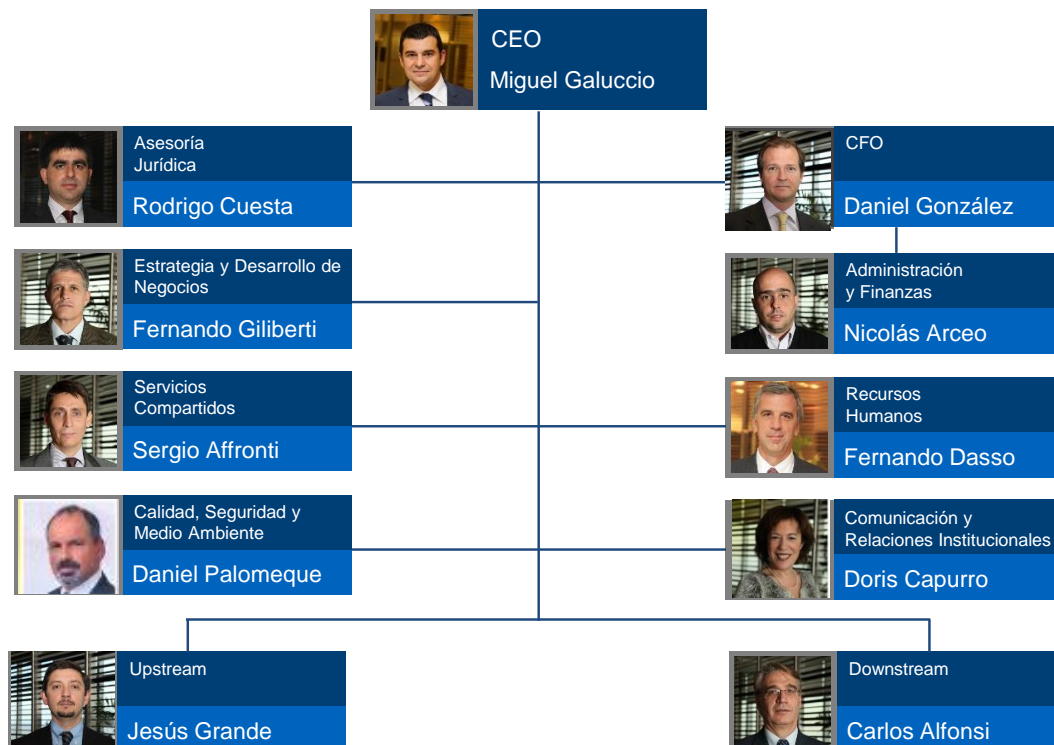 CEO
Miguel Galuccio
Asesoría
Jurídica
Rodrigo Cuesta
CFO
Daniel González
Estrategia y Desarrollo de
Negocios
Fernando Giliberti
Administración
y Finanzas
Nicolás Arceo
Servicios
Compartidos
Sergio Affronti
Recursos
Humanos
Fernando Dasso
Calidad, Seguridad y
Medio Ambiente
Daniel Palomeque
Comunicación y
Relaciones Institucionales
Doris Capurro
Upstream
Jesús Grande
Downstream
Carlos Alfonsi